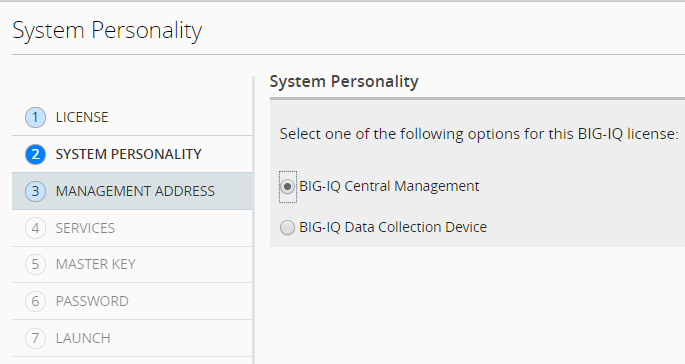 System Personality
1 LICENSE
2 SYSTEM PERSONALITY
3 MANAGEMENT ADDRESS
4 SERVICES
5 MASTER KEY
6 PASSWORD
7 LAUNCH
System Personality
Select one of the following options for this BIG-IQ license:
BIG-IQ Central Management
BIG-IQ Data Collection Device